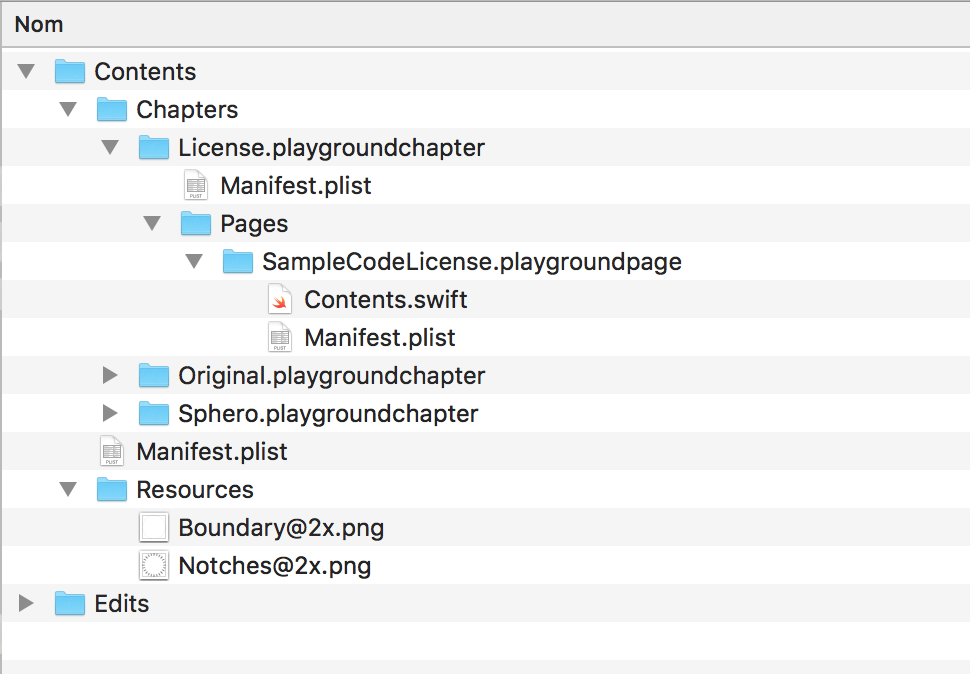 Nom
Contents
Chapters
License.playgroundchapter
Manifest.plist
Pages
SampleCodeLicense.playgroundpage
Contents.swift
Manifest.plist
Original.playgroundchapter
Sphero.playgroundchapter
Manifest.plist
Resources
Boundary@2x.png
Notches@2x.png
Edits